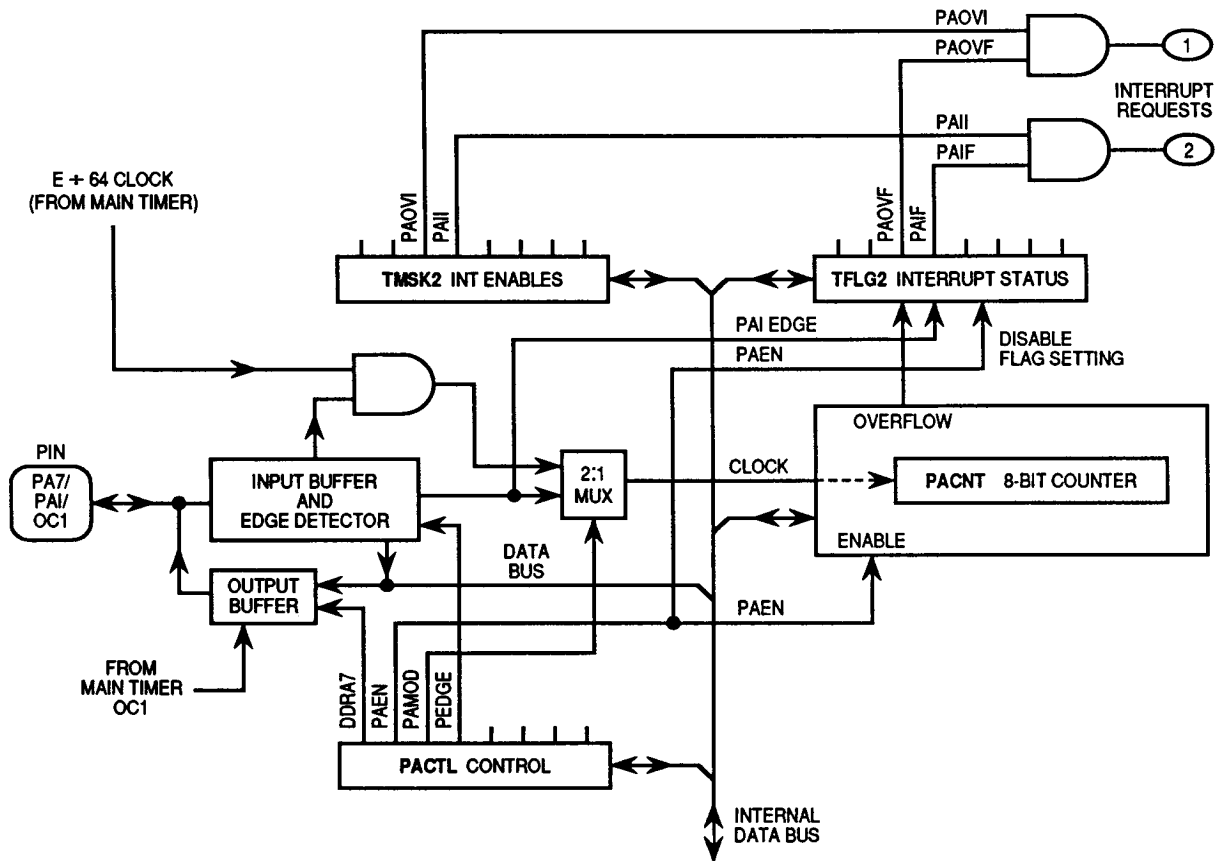 PAOVI
PAOVF
1
INTERRUPT
REQUESTS
PAII
PAIF
2
E ÷ 64 CLOCK
(FROM MAIN TIMER)
PAOVI
PAII
PAOVF
PAIF
TMSK2 INT ENABLES
TFLG2 INTERRUPT STATUS
PAI EDGE
PAEN
DISABLE
FLAG SETTING
OVERFLOW
PIN
PA7/
PAI/
OC1
INPUT BUFFER
AND
EDGE DETECTOR
2:1
MUX
CLOCK
PACNT 8-BIT COUNTER
ENABLE
DATA
BUS
OUTPUT
BUFFER
PAEN
FROM
MAIN TIMER
OC1
DDRA7
PAEN
PAMOD
PEDGE
PACTL CONTROL
INTERNAL
DATA BUS